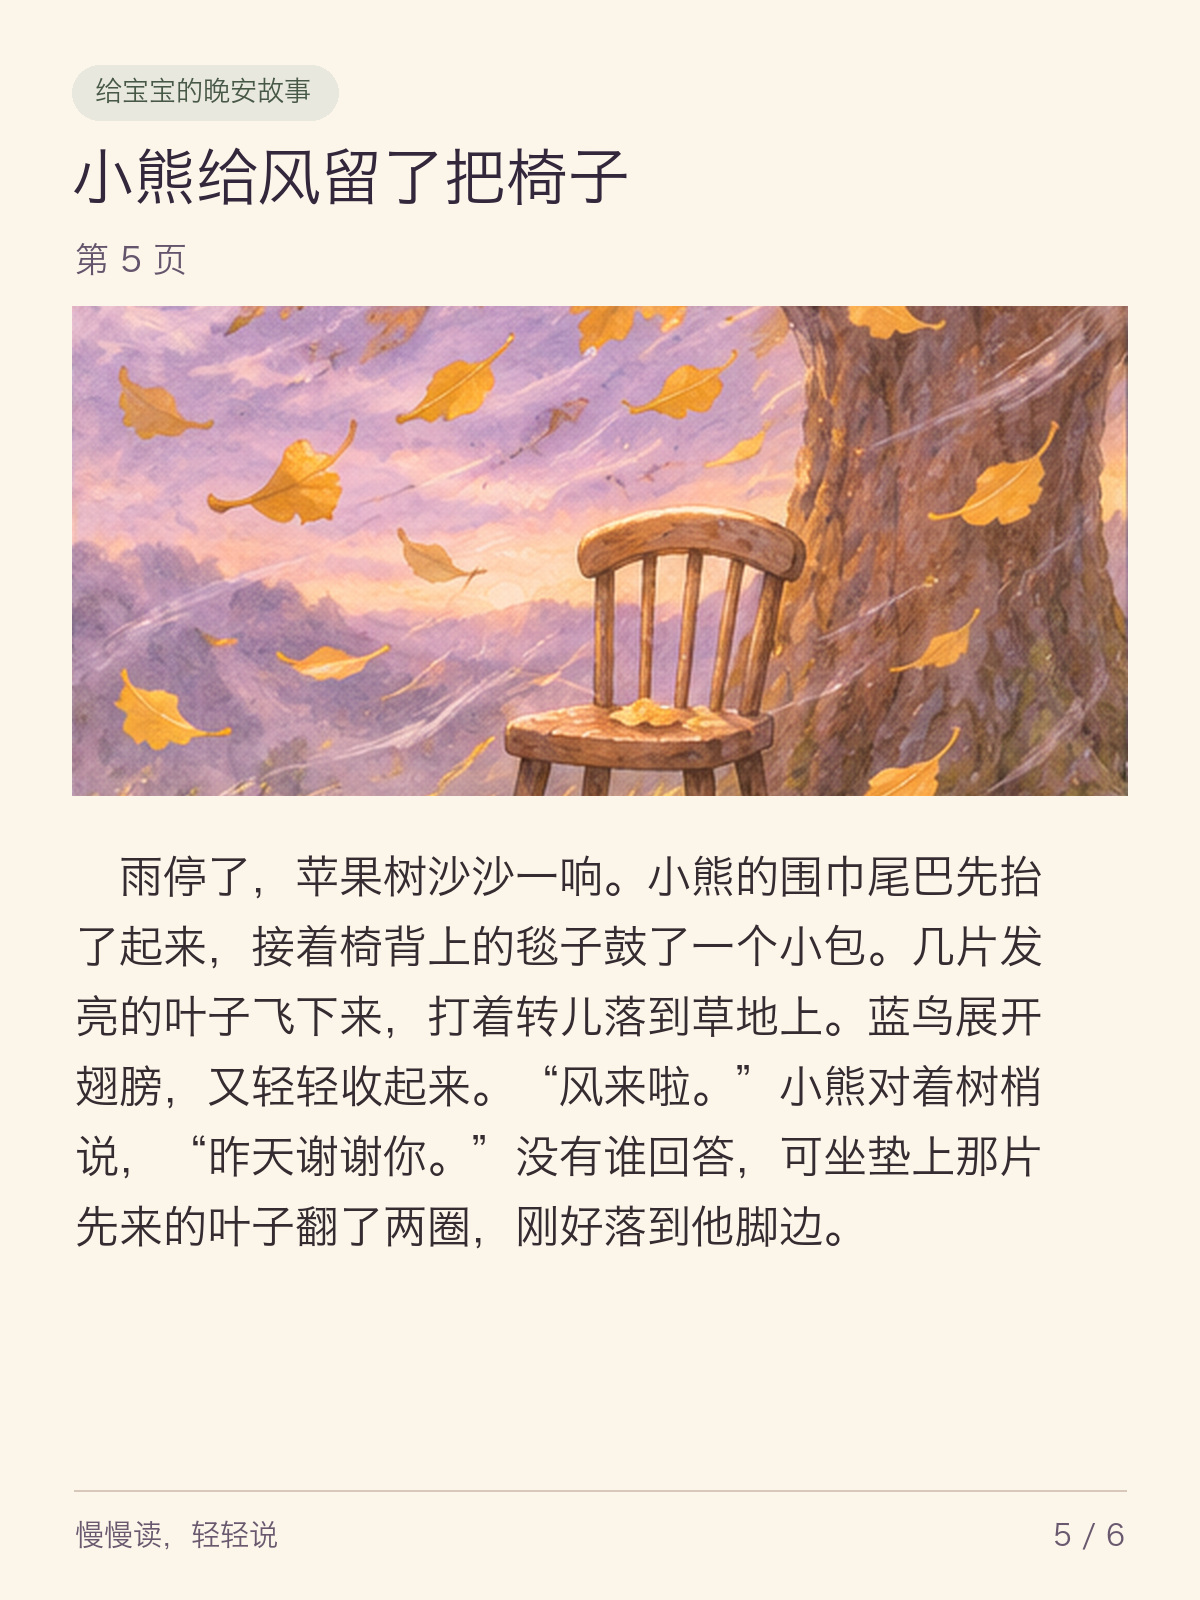 给宝宝的晚安故事
小熊给风留了把椅子
第 5 页
雨停了，苹果树沙沙一响。小熊的围巾尾巴先抬
了起来，接着椅背上的毯子鼓了一个小包。几片发
亮的叶子飞下来，打着转儿落到草地上。蓝鸟展开
翅膀，又轻轻收起来。“风来啦。”小熊对着树梢
说，“昨天谢谢你。”没有谁回答，可坐垫上那片
先来的叶子翻了两圈，刚好落到他脚边。
慢慢读，轻轻说
5 / 6